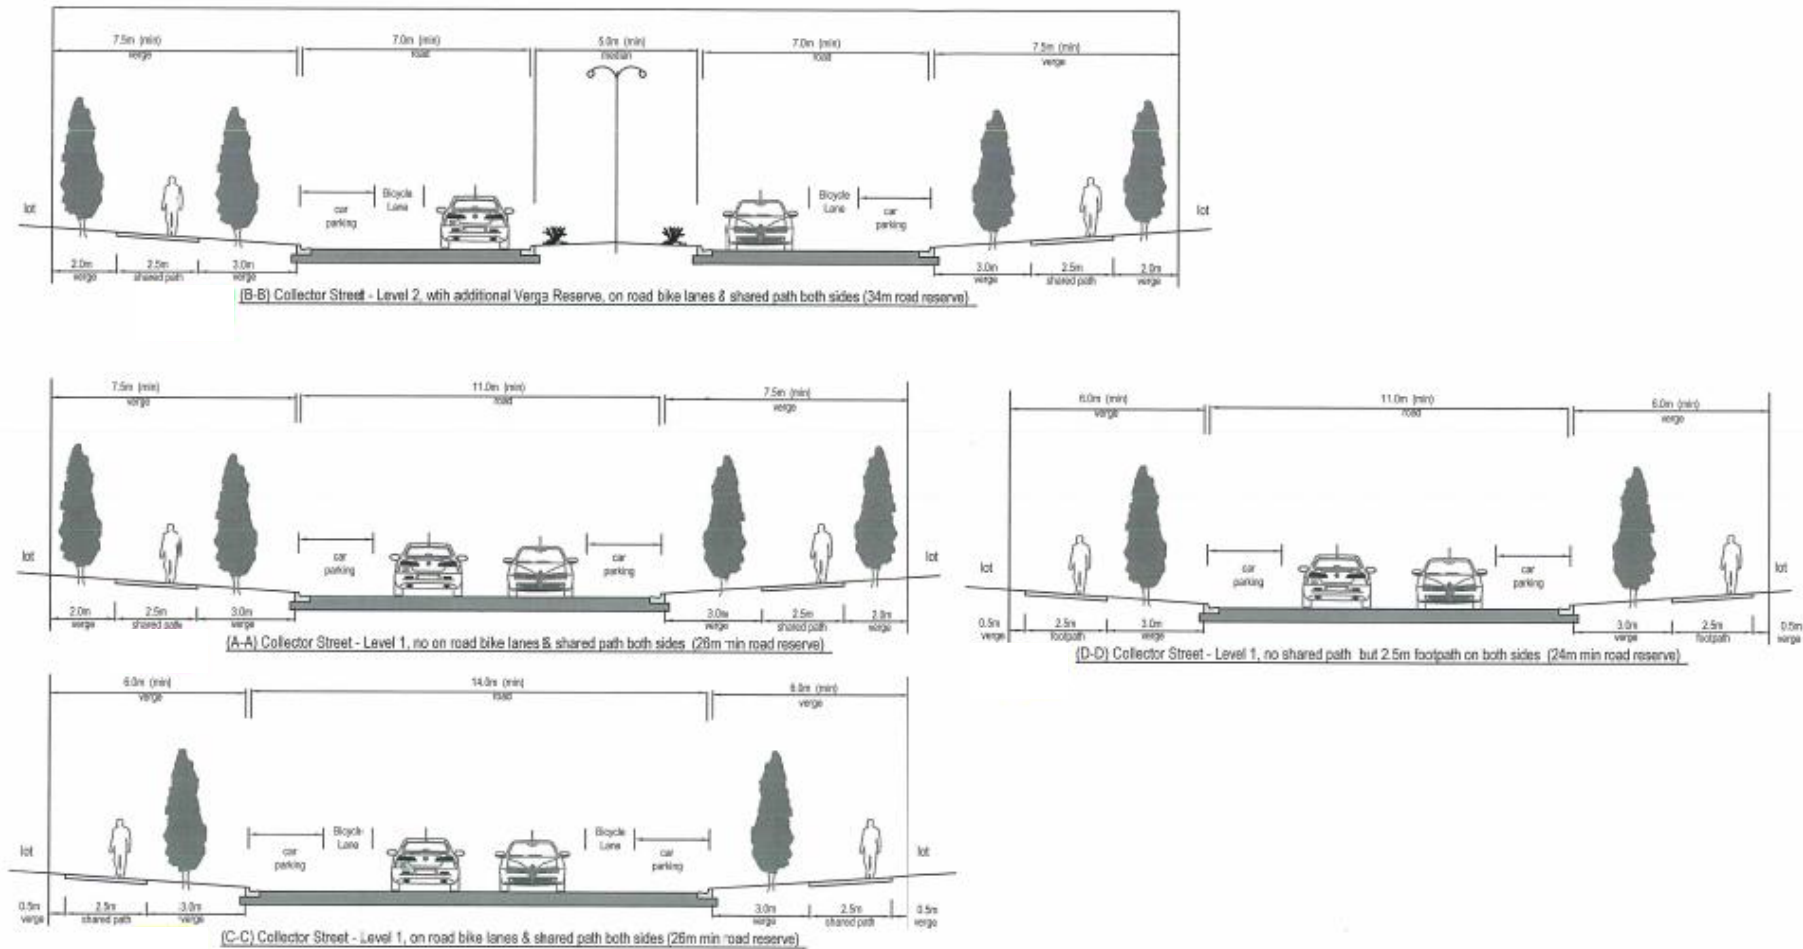 7.5m (min) 7.0m (min) 5.0m (min) 7.0m (min) 7.5m (min)
verge road median road verge
lot car parking Bicycle Lane Bicycle Lane car parking lot
2.0m verge 2.5m shared path 3.0m verge 3.0m verge 2.5m shared path 2.0m verge
(B-B) Collector Street - Level 2, wtih additional Verge Reserve, on road bike lanes & shared path both sides (34m road reserve)
7.5m (min) 11.0m (min) 7.5m (min)
verge road verge
lot car parking car parking lot
2.0m verge 2.5m shared path 3.0m verge 3.0m verge 2.5m shared path 2.0m verge
(A-A) Collector Street - Level 1, no on road bike lanes & shared path both sides (26m min road reserve)
6.0m (min) 11.0m (min) 6.0m (min)
verge road verge
lot car parking car parking lot
0.5m verge 2.5m footpath 3.0m verge 3.0m verge 2.5m footpath 0.5m verge
(D-D) Collector Street - Level 1, no shared path but 2.5m footpath on both sides (24m min road reserve)
6.0m (min) 14.0m (min) 6.0m (min)
verge road verge
lot car parking Bicycle Lane Bicycle Lane car parking lot
0.5m verge 2.5m shared path 3.0m verge 3.0m verge 2.5m shared path 0.5m verge
(C-C) Collector Street - Level 1, on road bike lanes & shared path both sides (26m min road reserve)